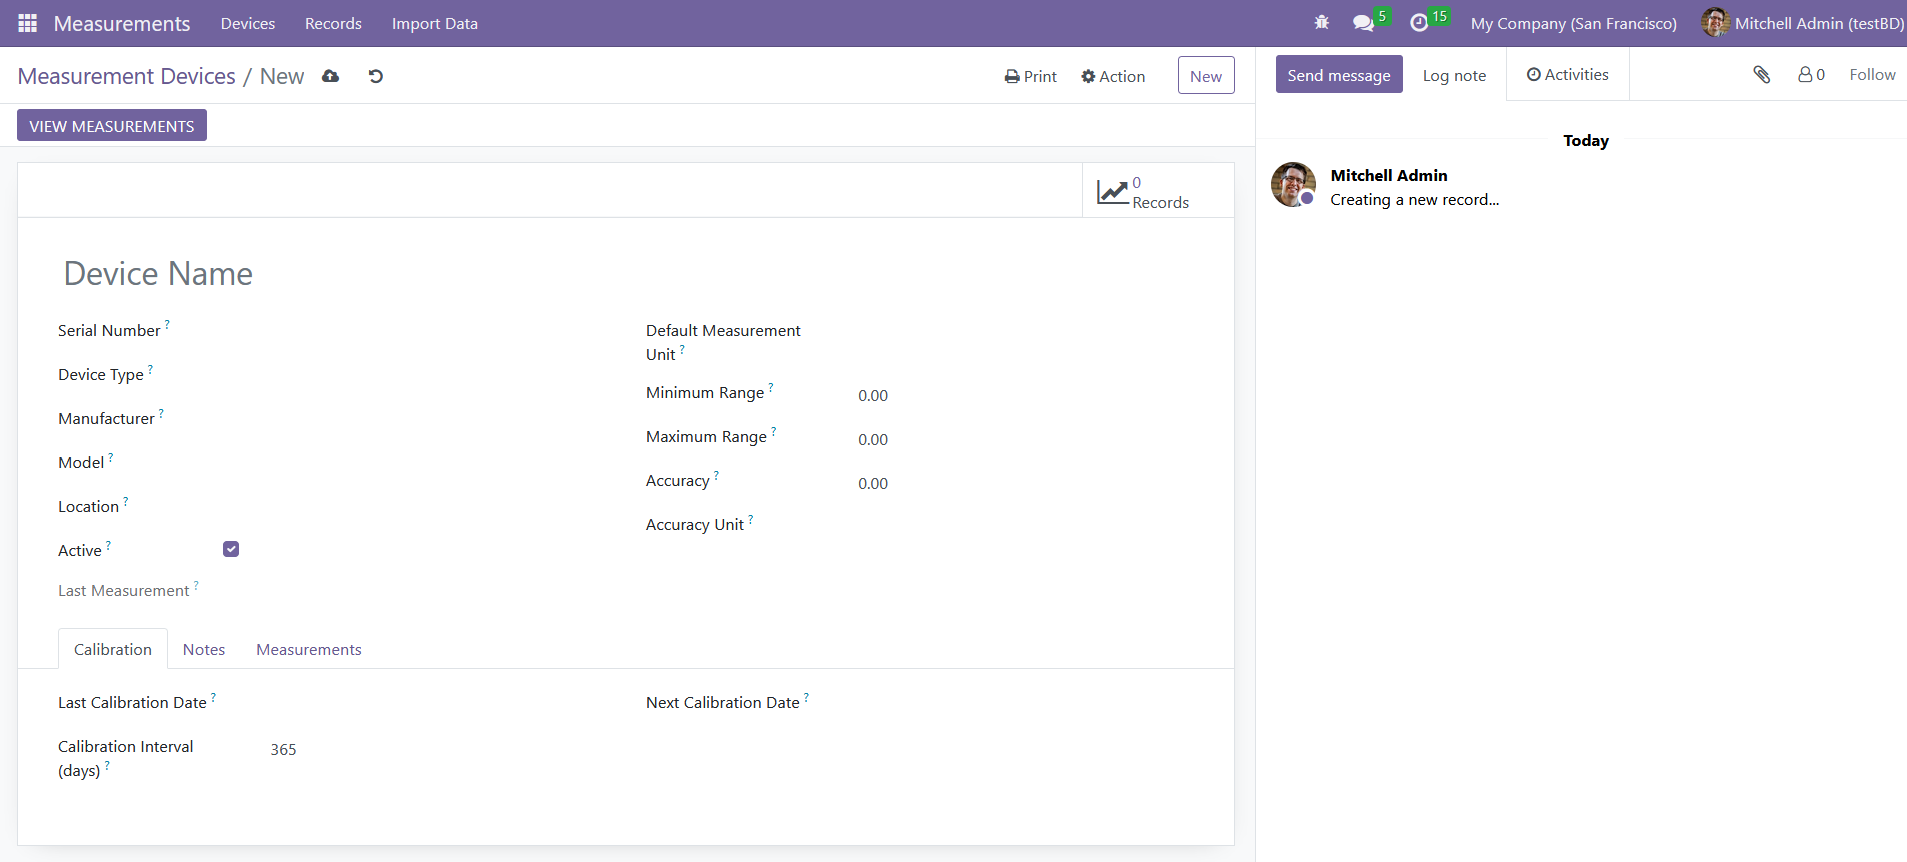 Measurements Devices Records Import Data 5 15 My Company (San Francisco) Mitchell Admin (testBD)
Measurement Devices / New Print Action New
Send message Log note Activities 0 Follow
VIEW MEASUREMENTS
Today
0
Records
Mitchell Admin
Creating a new record...
Device Name
Serial Number ?
Device Type ?
Manufacturer ?
Model ?
Location ?
Active ?
Last Measurement ?
Default Measurement
Unit ?
Minimum Range ? 0.00
Maximum Range ? 0.00
Accuracy ? 0.00
Accuracy Unit ?
Calibration Notes Measurements
Last Calibration Date ?
Calibration Interval
(days) ? 365
Next Calibration Date ?